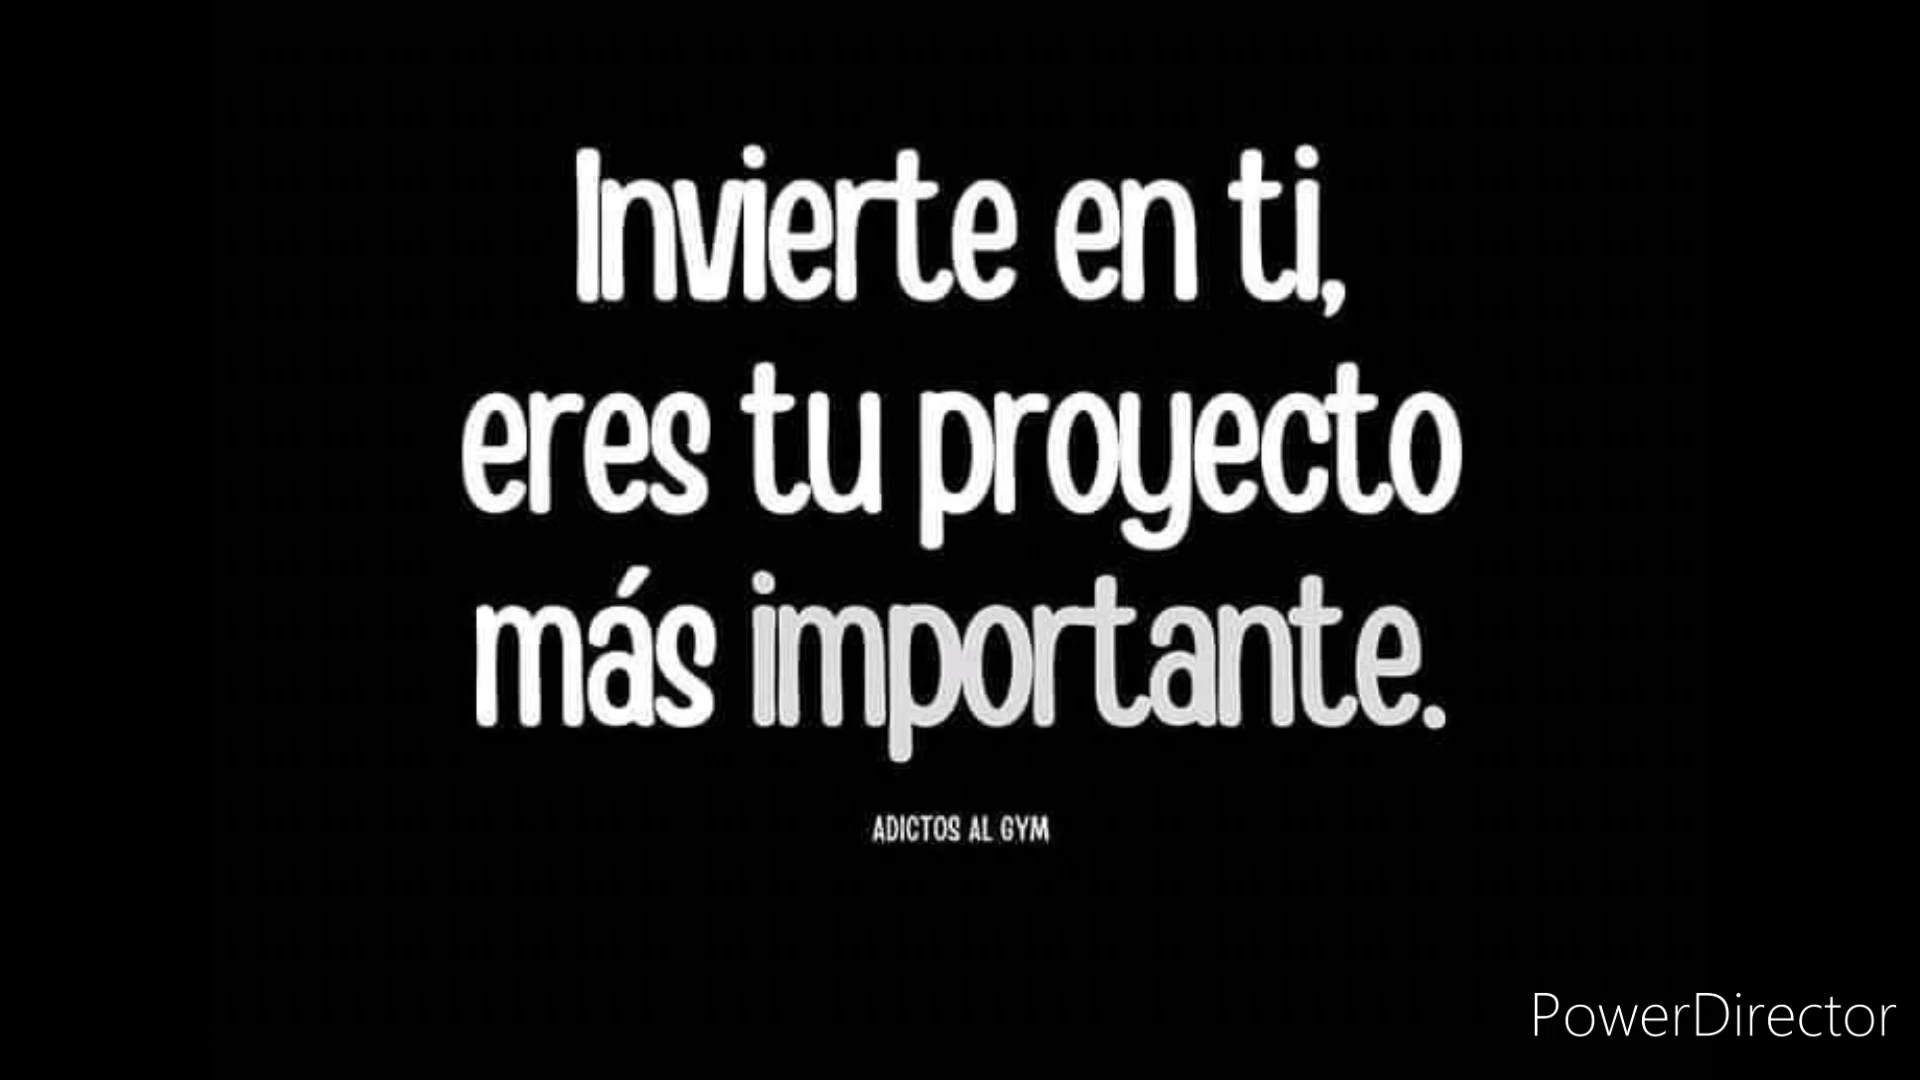 Invierte en ti,
eres tu proyecto
más importante.
ADICTOS AL GYM
PowerDirector